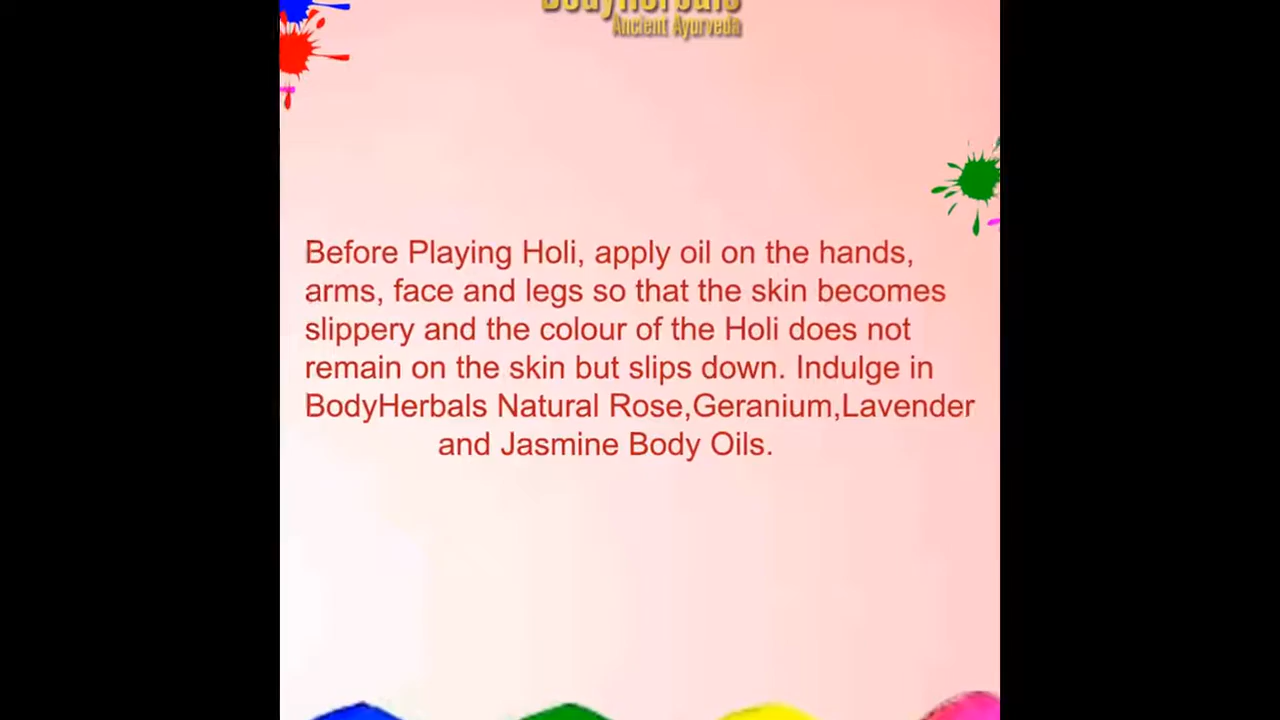 BodyHerbals
Ancient Ayurveda
Before Playing Holi, apply oil on the hands,
arms, face and legs so that the skin becomes
slippery and the colour of the Holi does not
remain on the skin but slips down. Indulge in
BodyHerbals Natural Rose,Geranium,Lavender
and Jasmine Body Oils.